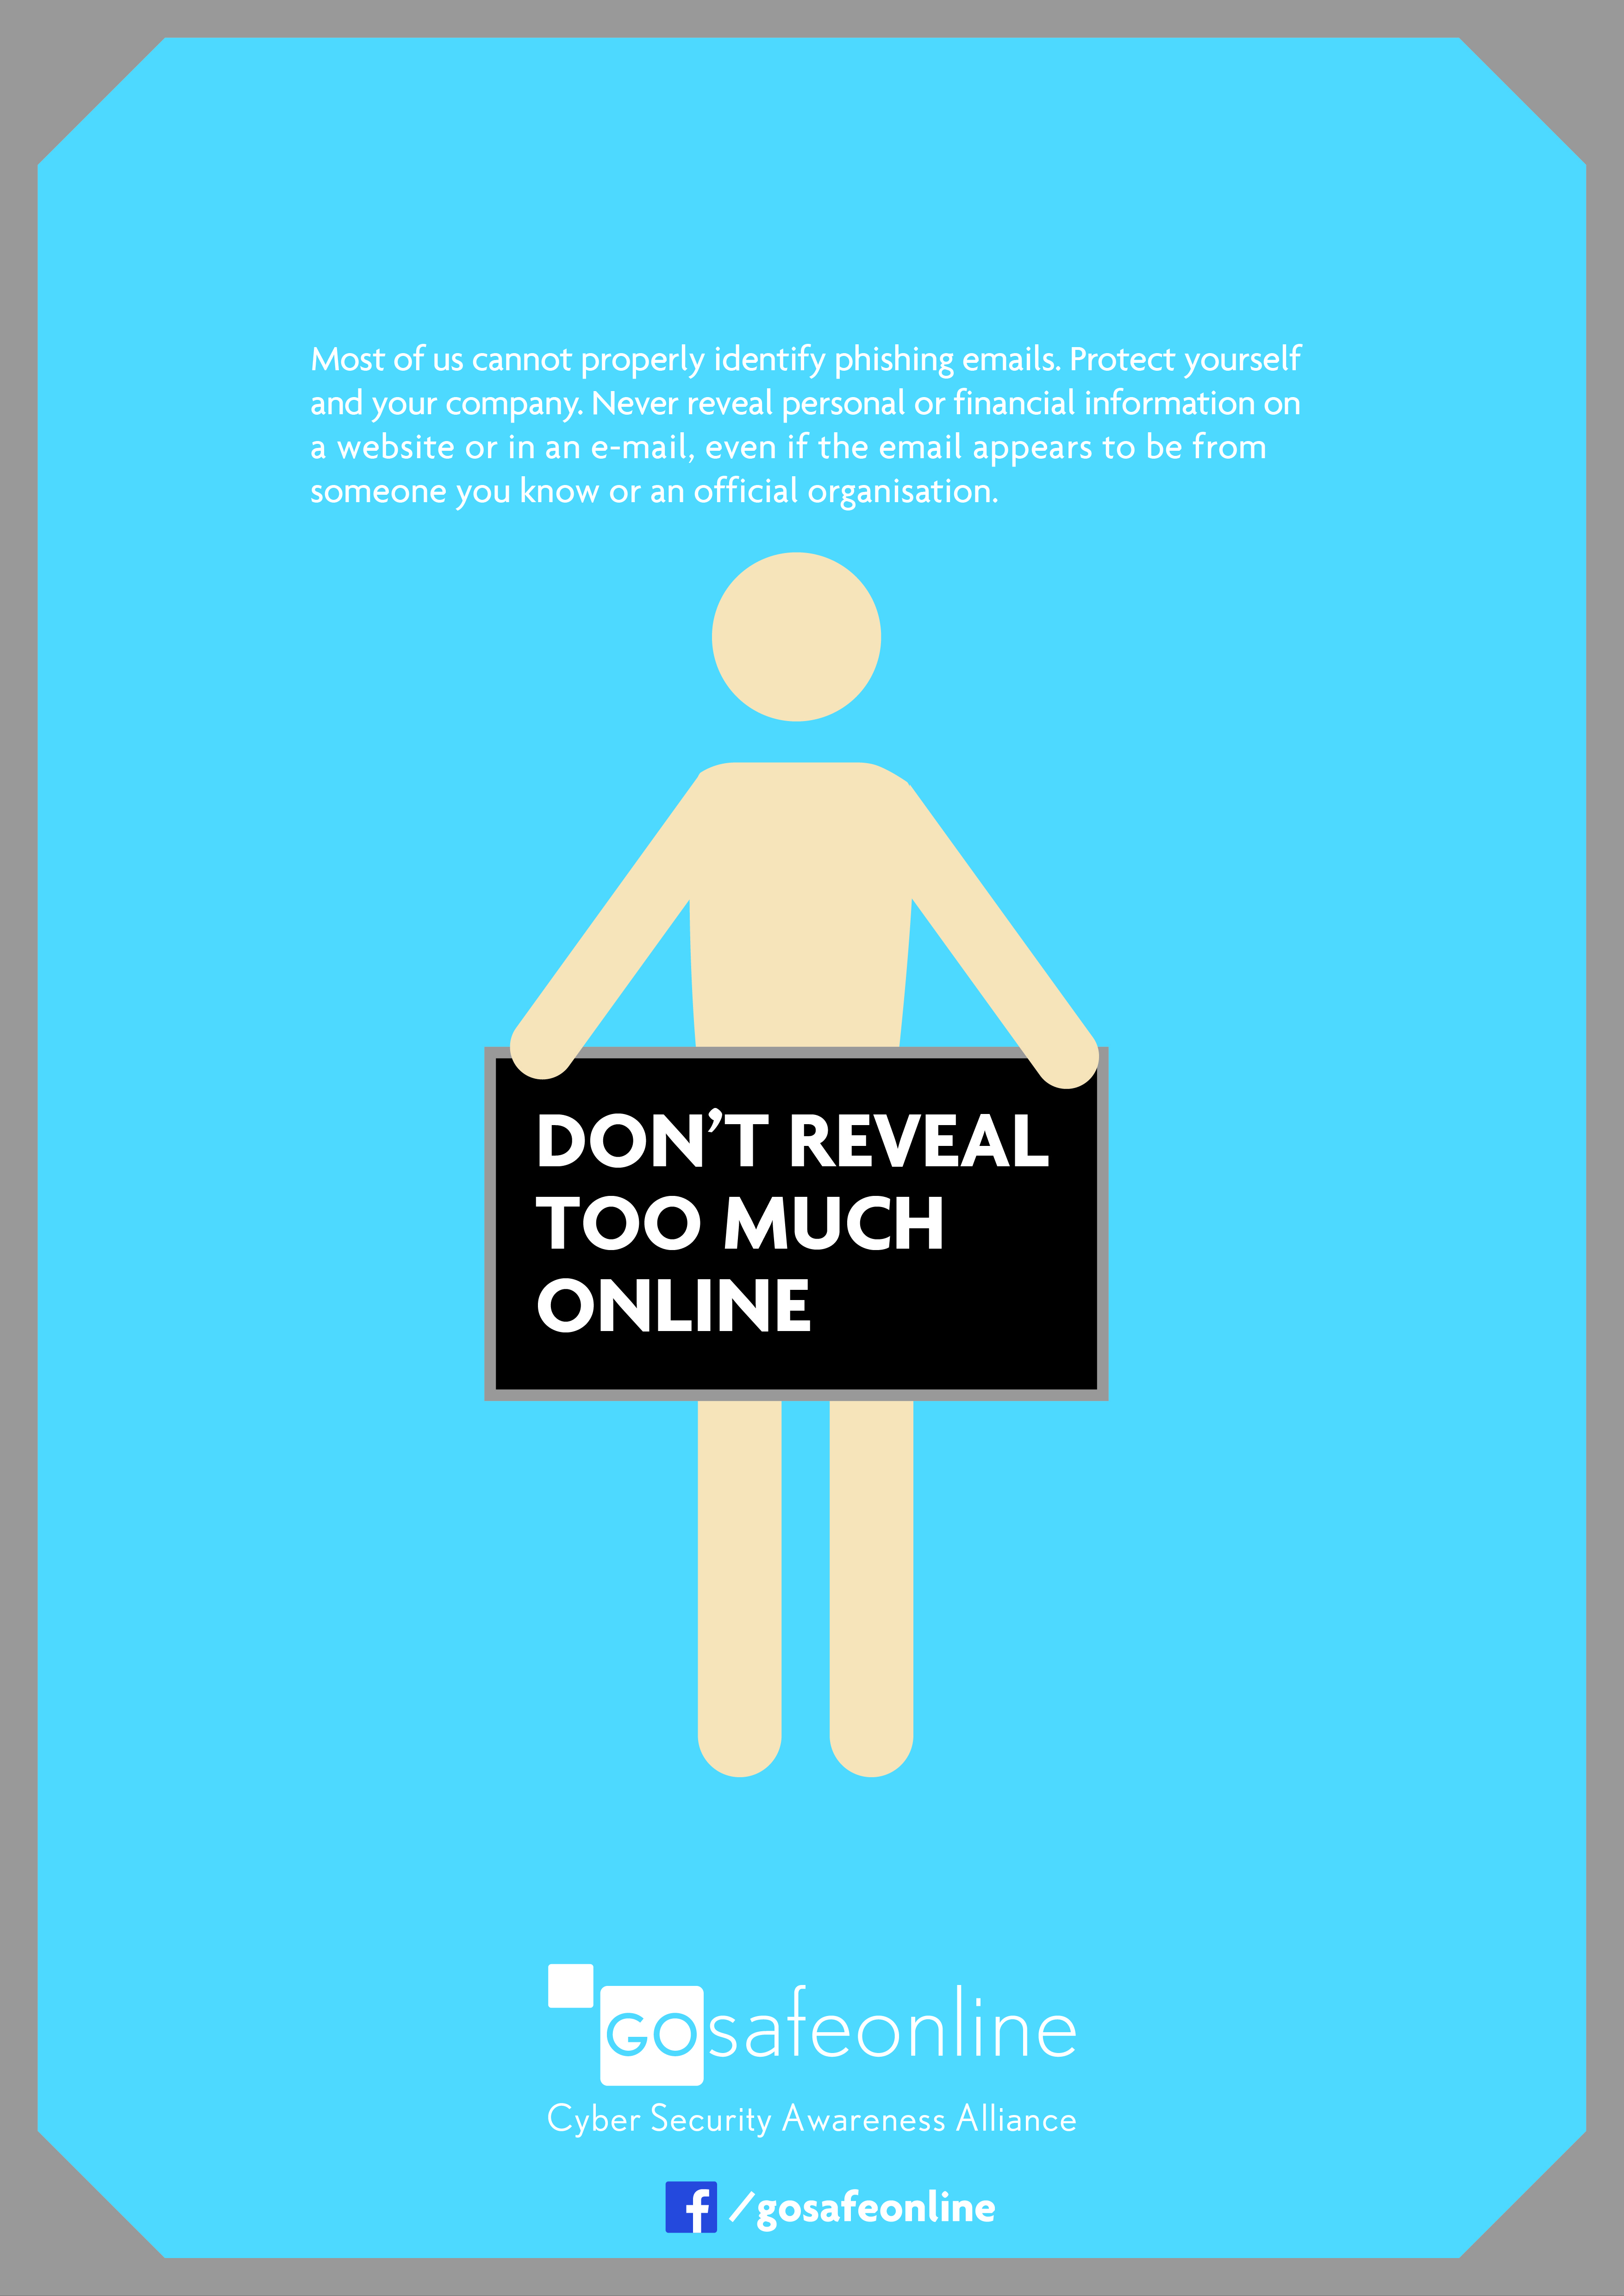 Most of us cannot properly identify phishing emails. Protect yourself
and your company. Never reveal personal or financial information on
a website or in an e-mail, even if the email appears to be from
someone you know or an official organisation.
DON’T REVEAL
TOO MUCH
ONLINE
GOsafeonline
Cyber Security Awareness Alliance
f /gosafeonline